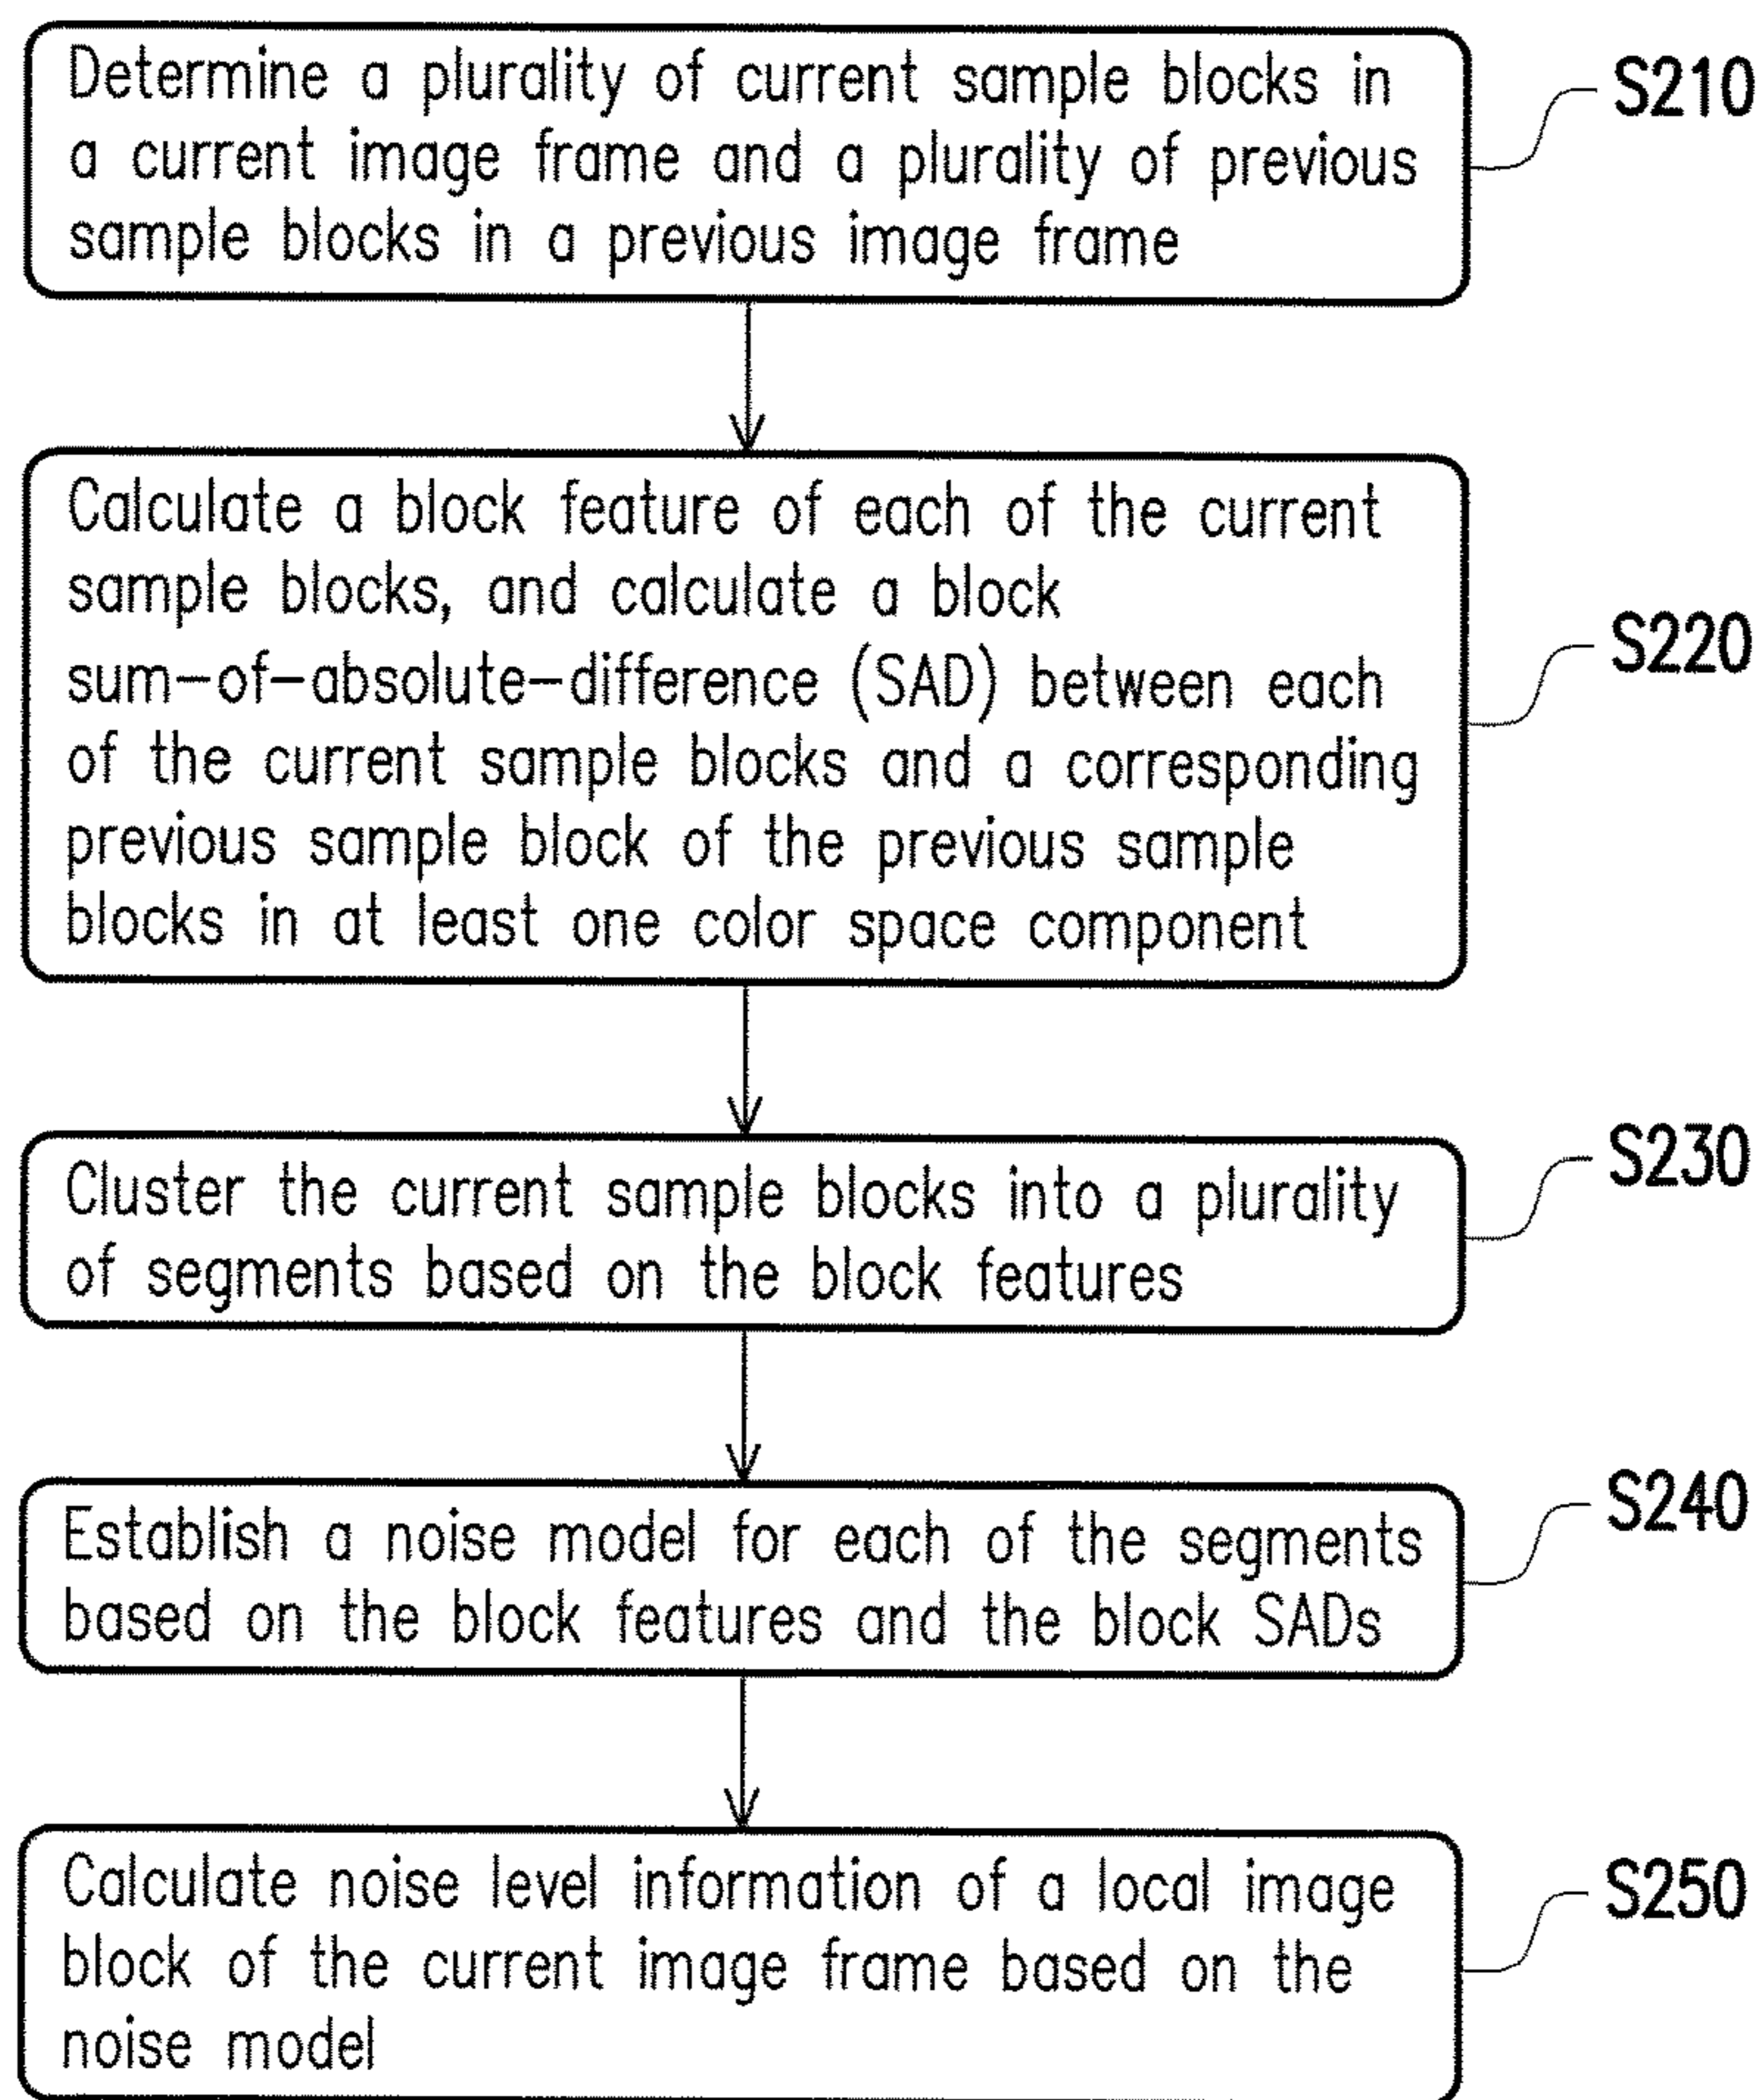 Determine a plurality of current sample blocks in
a current image frame and a plurality of previous
sample blocks in a previous image frame
S210
Calculate a block feature of each of the current
sample blocks, and calculate a block
sum-of-absolute-difference (SAD) between each
of the current sample blocks and a corresponding
previous sample block of the previous sample
blocks in at least one color space component
S220
Cluster the current sample blocks into a plurality
of segments based on the block features
S230
Establish a noise model for each of the segments
based on the block features and the block SADs
S240
Calculate noise level information of a local image
block of the current image frame based on the
noise model
S250